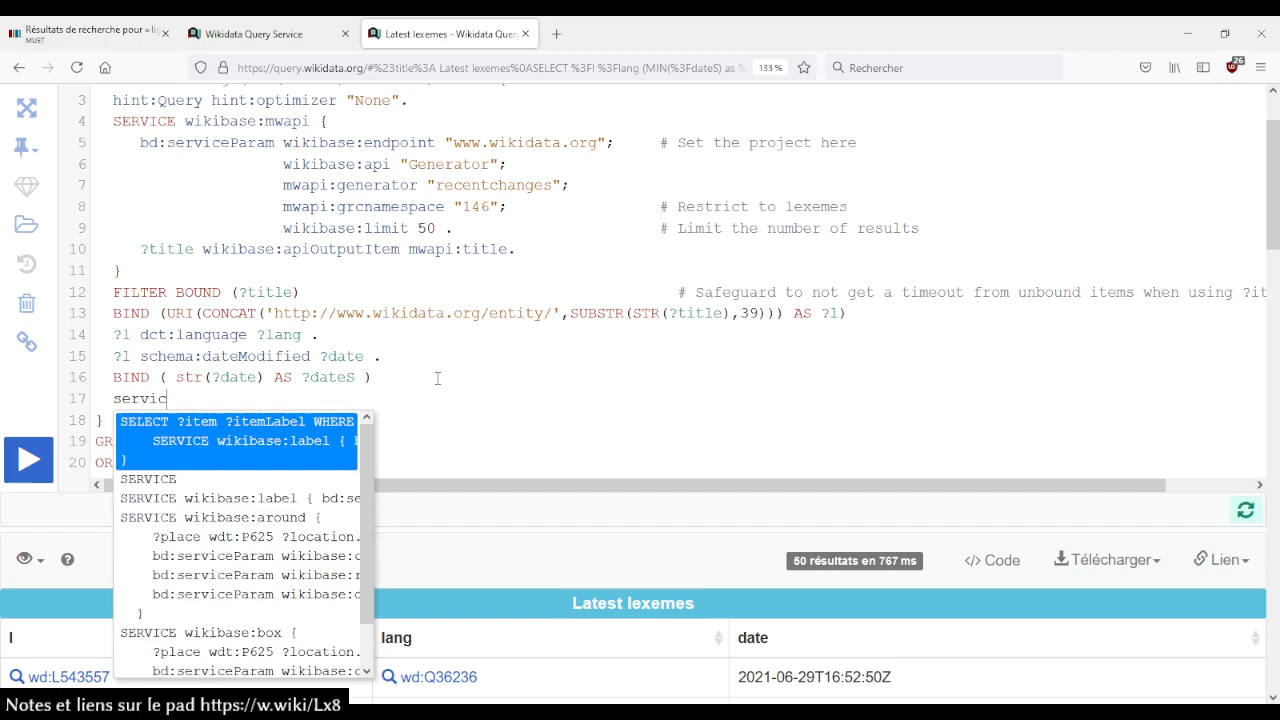 Résultats de recherche pour « li
MUET
Wikidata Query Service
Latest lexemes - Wikidata Query
https://query.wikidata.org/#%23title%3A Latest lexemes%0ASELECT %3Fl %3Flang (MIN(%3FdateS) as %
133 %
Rechercher
26
3 hint:Query hint:optimizer "None".
4 SERVICE wikibase:mwapi {
5 bd:serviceParam wikibase:endpoint "www.wikidata.org"; # Set the project here
6 wikibase:api "Generator";
7 mwapi:generator "recentchanges";
8 mwapi:grcnamespace "146"; # Restrict to lexemes
9 wikibase:limit 50 . # Limit the number of results
10 ?title wikibase:apiOutputItem mwapi:title.
11 }
12 FILTER BOUND (?title) # Safeguard to not get a timeout from unbound items when using ?it
13 BIND (URI(CONCAT('http://www.wikidata.org/entity/',SUBSTR(STR(?title),39))) AS ?l)
14 ?l dct:language ?lang .
15 ?l schema:dateModified ?date .
16 BIND ( str(?date) AS ?dateS )
17 servic
18 }
19 GR
20 OR
SELECT ?item ?itemLabel WHERE
SERVICE wikibase:label { b
}
SERVICE
SERVICE wikibase:label { bd:se
SERVICE wikibase:around {
?place wdt:P625 ?location.
bd:serviceParam wikibase:c
bd:serviceParam wikibase:r
bd:serviceParam wikibase:c
}
SERVICE wikibase:box {
?place wdt:P625 ?location.
bd:serviceParam wikibase:c
50 résultats en 767 ms
</> Code
Télécharger
Lien
Latest lexemes
l lang date
wd:L543557 wd:Q36236 2021-06-29T16:52:50Z
Notes et liens sur le pad https://w.wiki/Lx8